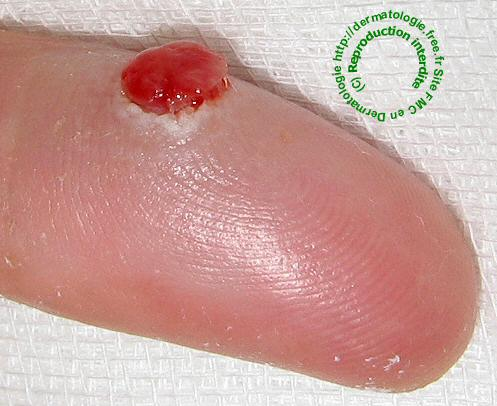 (C) Reproduction interdite
http://dermatologie.free.fr Site FMC en Dermatologie